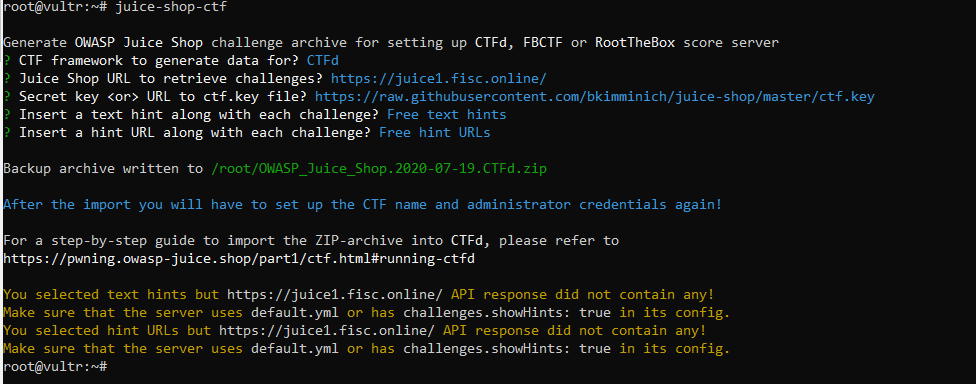 root@vultr:~# juice-shop-ctf
Generate OWASP Juice Shop challenge archive for setting up CTFd, FBCTF or RootTheBox score server
? CTF framework to generate data for? CTFd
? Juice Shop URL to retrieve challenges? https://juice1.fisc.online/
? Secret key <or> URL to ctf.key file? https://raw.githubusercontent.com/bkimminich/juice-shop/master/ctf.key
? Insert a text hint along with each challenge? Free text hints
? Insert a hint URL along with each challenge? Free hint URLs
Backup archive written to /root/OWASP_Juice_Shop.2020-07-19.CTFd.zip
After the import you will have to set up the CTF name and administrator credentials again!
For a step-by-step guide to import the ZIP-archive into CTFd, please refer to
https://pwning.owasp-juice.shop/part1/ctf.html#running-ctfd
You selected text hints but https://juice1.fisc.online/ API response did not contain any!
Make sure that the server uses default.yml or has challenges.showHints: true in its config.
You selected hint URLs but https://juice1.fisc.online/ API response did not contain any!
Make sure that the server uses default.yml or has challenges.showHints: true in its config.
root@vultr:~#